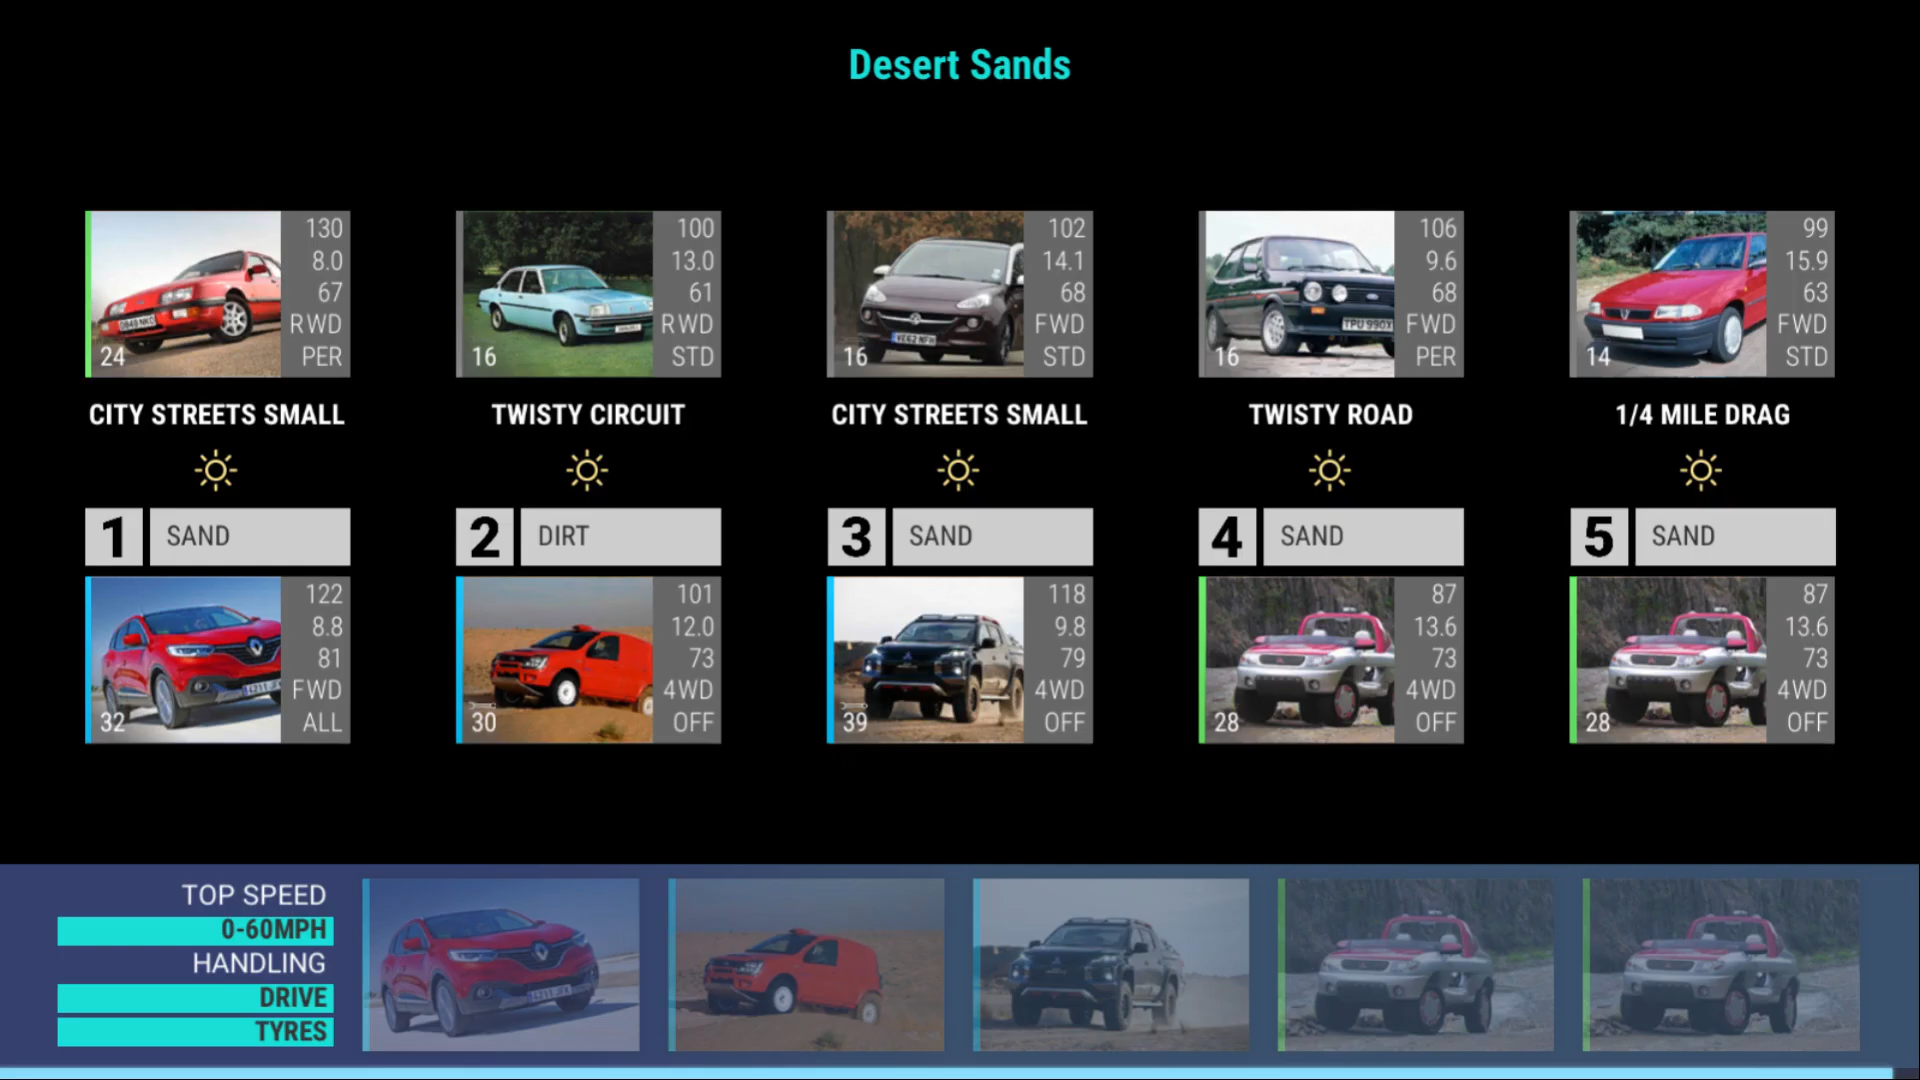 Desert Sands
130
8.0
67
RWD
PER
24
100
13.0
61
RWD
STD
16
102
14.1
68
FWD
STD
16
106
9.6
68
FWD
PER
16
99
15.9
63
FWD
STD
14
CITY STREETS SMALL
TWISTY CIRCUIT
CITY STREETS SMALL
TWISTY ROAD
1/4 MILE DRAG
1 SAND
2 DIRT
3 SAND
4 SAND
5 SAND
122
8.8
81
FWD
ALL
32
101
12.0
73
4WD
OFF
30
118
9.8
79
4WD
OFF
39
87
13.6
73
4WD
OFF
28
87
13.6
73
4WD
OFF
28
TOP SPEED
0-60MPH
HANDLING
DRIVE
TYRES